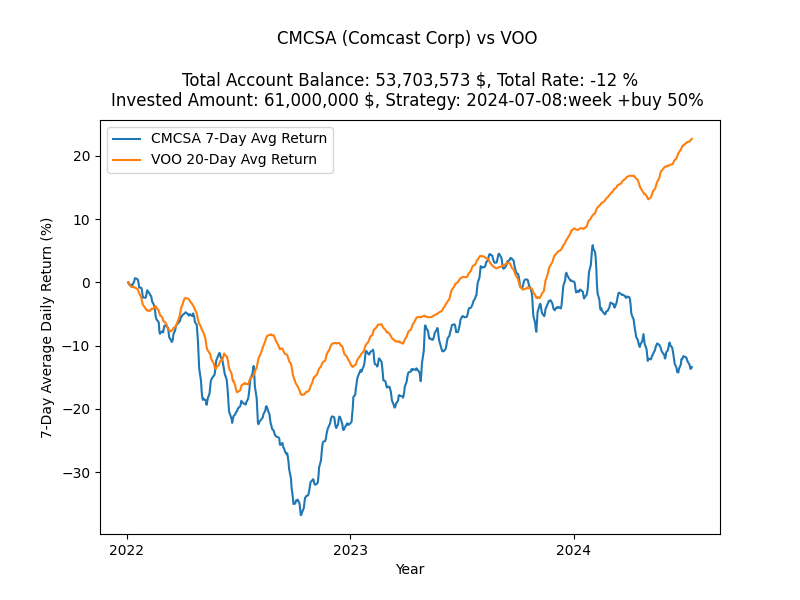 CMCSA (Comcast Corp) vs VOO
Total Account Balance: 53,703,573 $, Total Rate: -12 %
Invested Amount: 61,000,000 $, Strategy: 2024-07-08:week +buy 50%
CMCSA 7-Day Avg Return
VOO 20-Day Avg Return
7-Day Average Daily Return (%)
20
10
0
−10
−20
−30
2022
2023
2024
Year